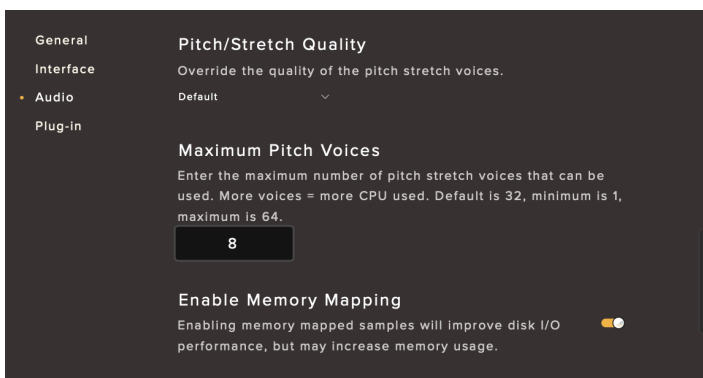 General
Interface
Audio
Plug-in
Pitch/Stretch Quality
Override the quality of the pitch stretch voices.
Default
Maximum Pitch Voices
Enter the maximum number of pitch stretch voices that can be
used. More voices = more CPU used. Default is 32, minimum is 1,
maximum is 64.
8
Enable Memory Mapping
Enabling memory mapped samples will improve disk I/O
performance, but may increase memory usage.